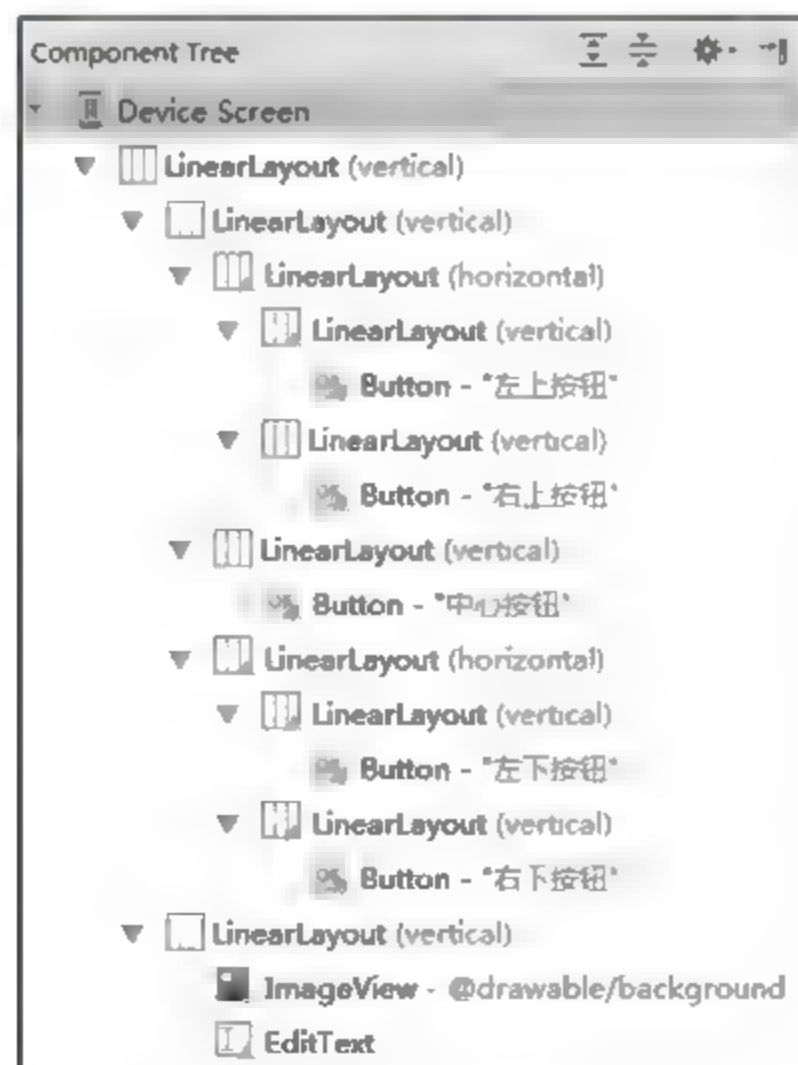 Component Tree
Device Screen
LinearLayout (vertical)
LinearLayout (vertical)
LinearLayout (horizontal)
LinearLayout (vertical)
Button - "左上按钮"
LinearLayout (vertical)
Button - "右上按钮"
LinearLayout (vertical)
Button - "中心按钮"
LinearLayout (horizontal)
LinearLayout (vertical)
Button - "左下按钮"
LinearLayout (vertical)
Button - "右下按钮"
LinearLayout (vertical)
ImageView - @drawable/background
EditText